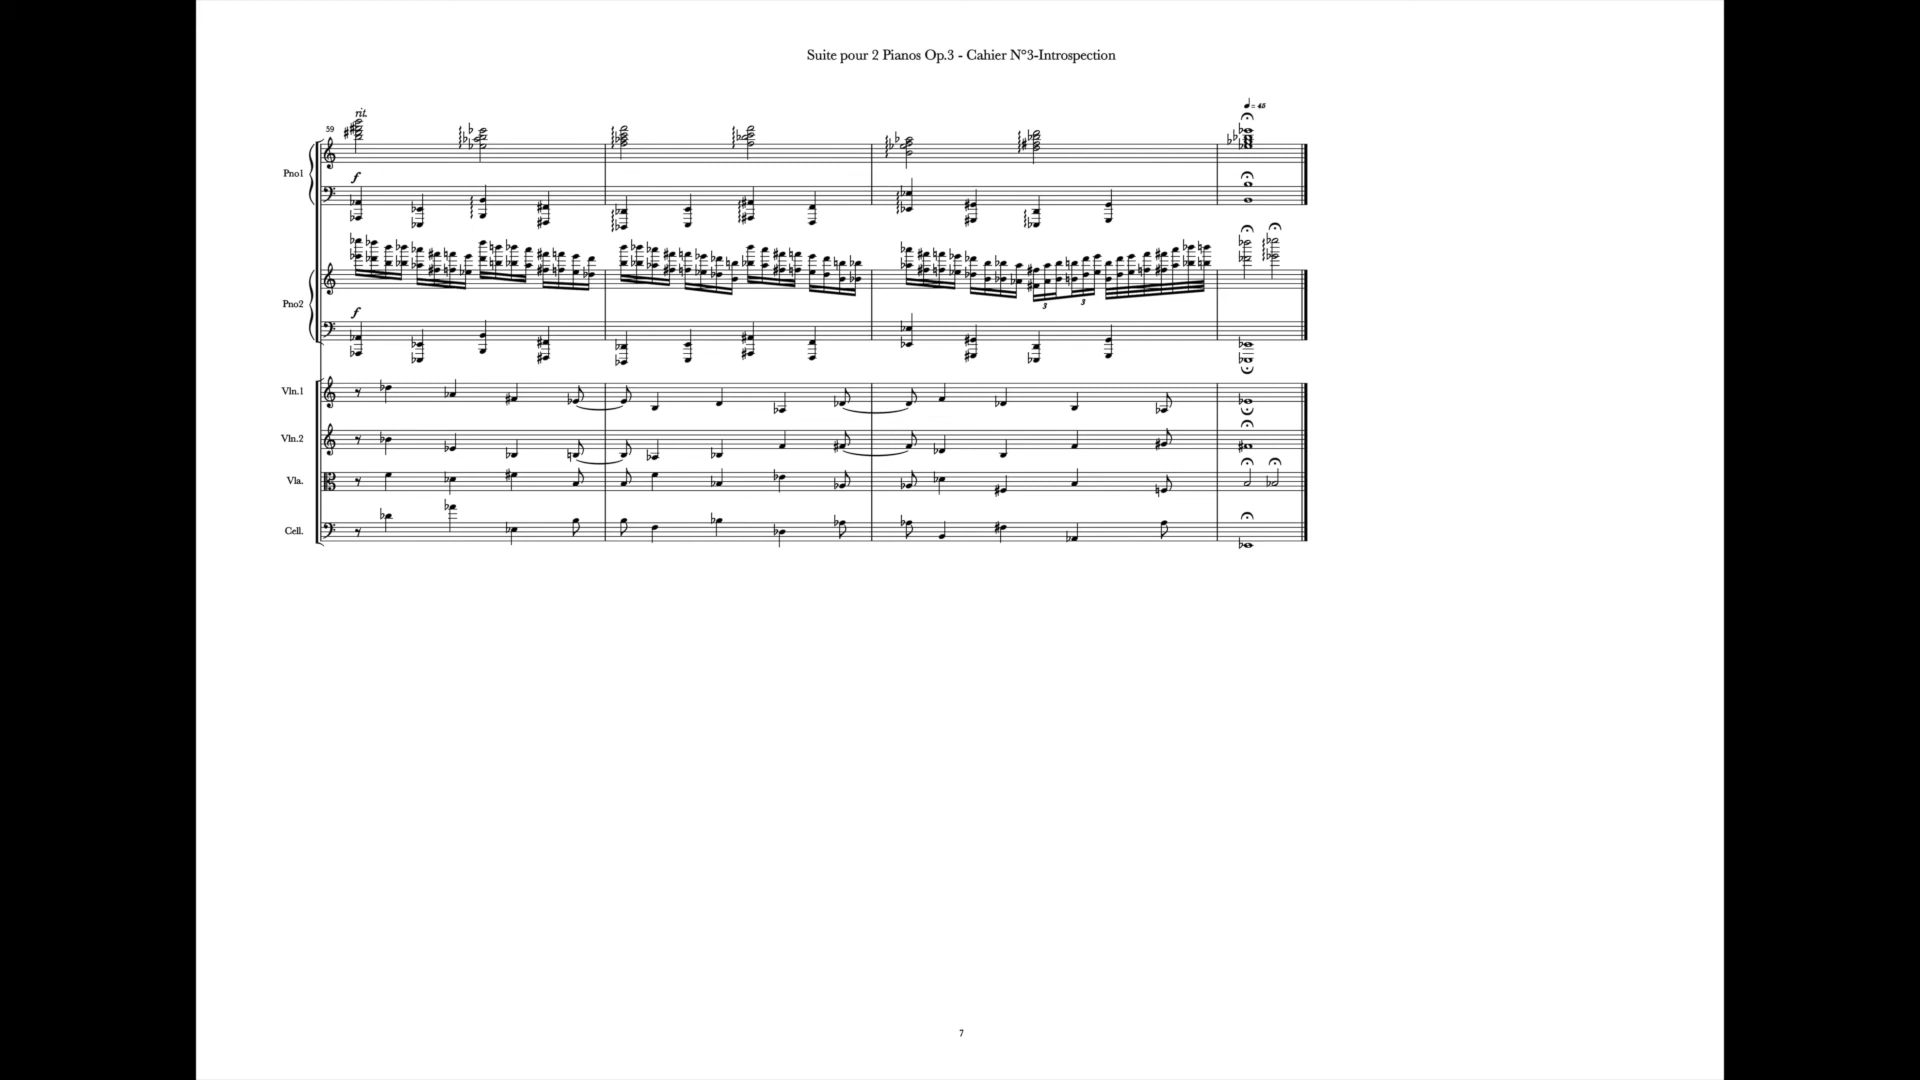 Suite pour 2 Pianos Op.3 - Cahier N°3-Introspection
rit.
= 45
59
Pno1
f
Pno2
f
3
3
Vln.1
Vln.2
Vla.
Cell.
7